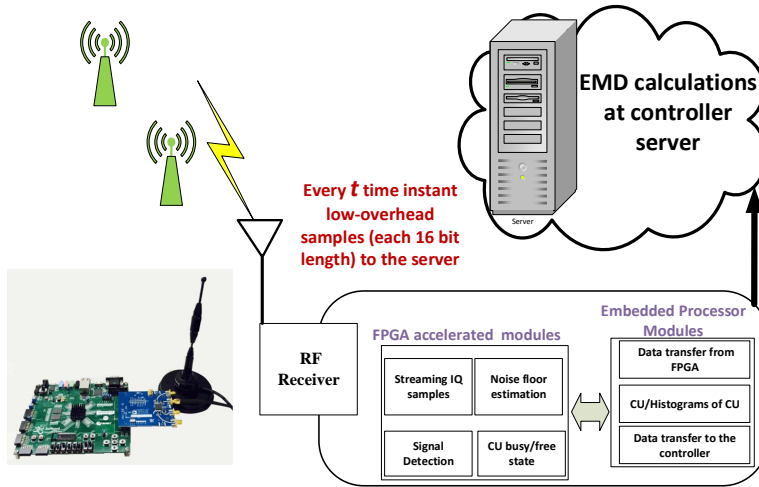 EMD calculations
at controller
server
Server
Every t time instant
low-overhead
samples (each 16 bit
length) to the server
RF
Receiver
FPGA accelerated modules
Streaming IQ
samples
Noise floor
estimation
Signal
Detection
CU busy/free
state
Embedded Processor
Modules
Data transfer from
FPGA
CU/Histograms of CU
Data transfer to the
controller